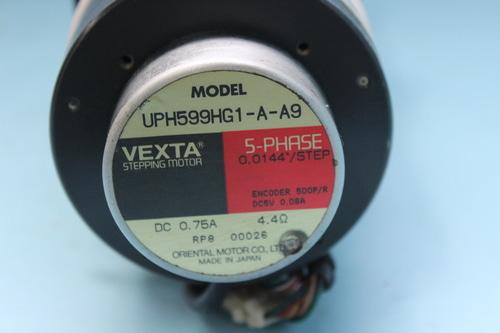 MODEL
UPH599HG1-A-A9
VEXTA® 5-PHASE
STEPPING MOTOR 0.0144°/STEP
ENCODER 500P/R
DC5V 0.08A
DC 0.75A 4.4Ω
RP8 00026
ORIENTAL MOTOR CO., LTD.
MADE IN JAPAN